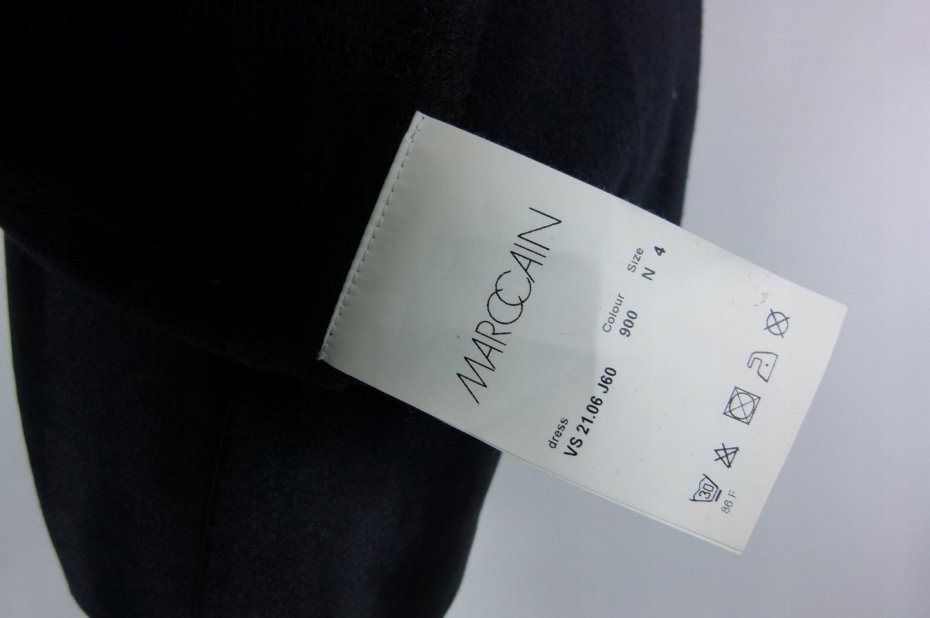 MARCCAIN
dress Colour Size
VS 21.06 J60 900 N 4
30
86 F